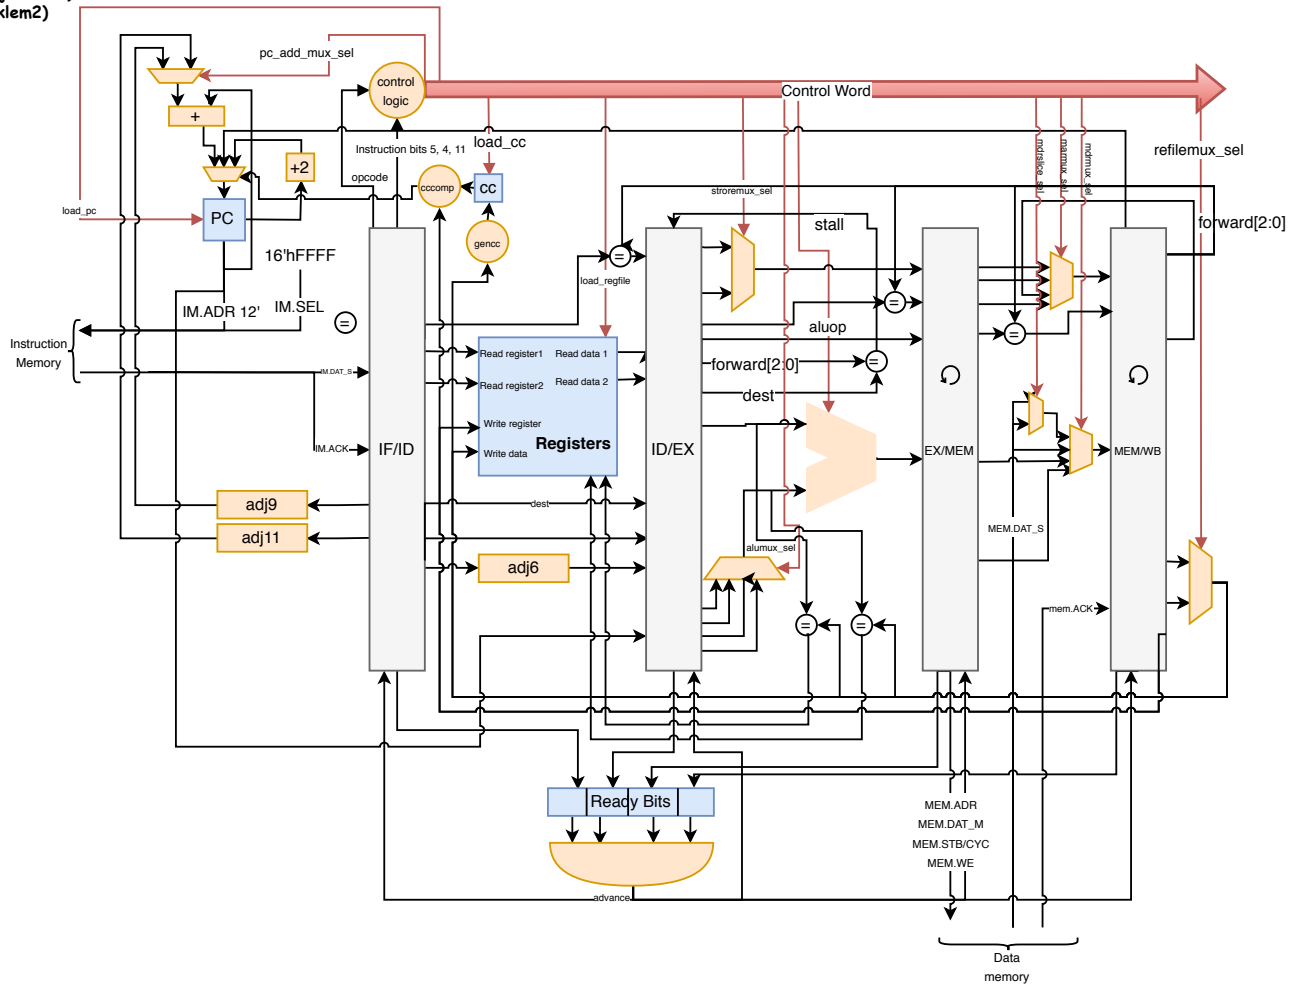 klem2)
pc_add_mux_sel
control
logic
Control Word
+
load_cc
Instruction bits 5, 4, 11
refilemux_sel
mdrslice_sel
marmux_sel
mdrmux_sel
+2
opcode
cccomp
cc
stroremux_sel
load_pc
PC
forward[2:0]
stall
gencc
16'hFFFF
=
load_regfile
=
IM.ADR 12'
IM.SEL
=
aluop
=
Instruction
Memory
Read register1
Read data 1
forward[2:0]
=
IM.DAT_S
Read register2
Read data 2
dest
Write register
Registers
IM.ACK
IF/ID
Write data
ID/EX
EX/MEM
MEM/WB
adj9
dest
MEM.DAT_S
adj11
alumux_sel
adj6
mem.ACK
=
=
Ready Bits
MEM.ADR
MEM.DAT_M
MEM.STB/CYC
MEM.WE
advance
Data
memory